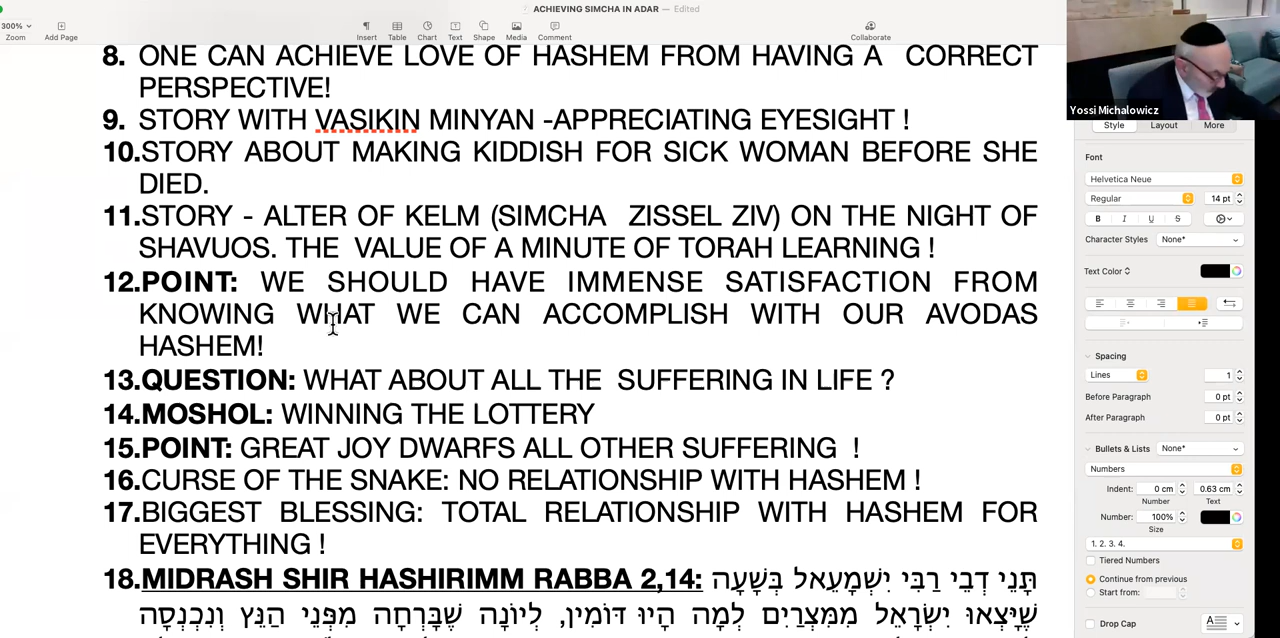 ACHIEVING SIMCHA IN ADAR — Edited
300%
Zoom
Add Page
Insert
Table
Chart
Text
Shape
Media
Comment
Collaborate
8. ONE CAN ACHIEVE LOVE OF HASHEM FROM HAVING A CORRECT
PERSPECTIVE!
9. STORY WITH VASIKIN MINYAN -APPRECIATING EYESIGHT !
10.STORY ABOUT MAKING KIDDISH FOR SICK WOMAN BEFORE SHE
DIED.
11.STORY - ALTER OF KELM (SIMCHA ZISSEL ZIV) ON THE NIGHT OF
SHAVUOS. THE VALUE OF A MINUTE OF TORAH LEARNING !
12.POINT: WE SHOULD HAVE IMMENSE SATISFACTION FROM
KNOWING WHAT WE CAN ACCOMPLISH WITH OUR AVODAS
HASHEM!
13.QUESTION: WHAT ABOUT ALL THE SUFFERING IN LIFE ?
14.MOSHOL: WINNING THE LOTTERY
15.POINT: GREAT JOY DWARFS ALL OTHER SUFFERING !
16.CURSE OF THE SNAKE: NO RELATIONSHIP WITH HASHEM !
17.BIGGEST BLESSING: TOTAL RELATIONSHIP WITH HASHEM FOR
EVERYTHING !
18.MIDRASH SHIR HASHIRIMM RABBA 2,14: תָּנֵי דְבֵי רַבִּי יִשְׁמָעֵאל בְּשָׁעָה
שֶׁיָּצְאוּ יִשְׂרָאֵל מִמִּצְרַיִם לְמָה הָיוּ דּוֹמִין, לְיוֹנָה שֶׁבָּרְחָה מִפְּנֵי הַנֵּץ וְנִכְנְסָה
Yossi Michalowicz
Style
Layout
More
Font
Helvetica Neue
Regular
14 pt
B I U S
Character Styles
None*
Text Color
Spacing
Lines
1
Before Paragraph
0 pt
After Paragraph
0 pt
Bullets & Lists
None*
Numbers
Indent:
0 cm
0.63 cm
Number
Text
Number:
100%
Size
1. 2. 3. 4.
Tiered Numbers
Continue from previous
Start from:
Drop Cap